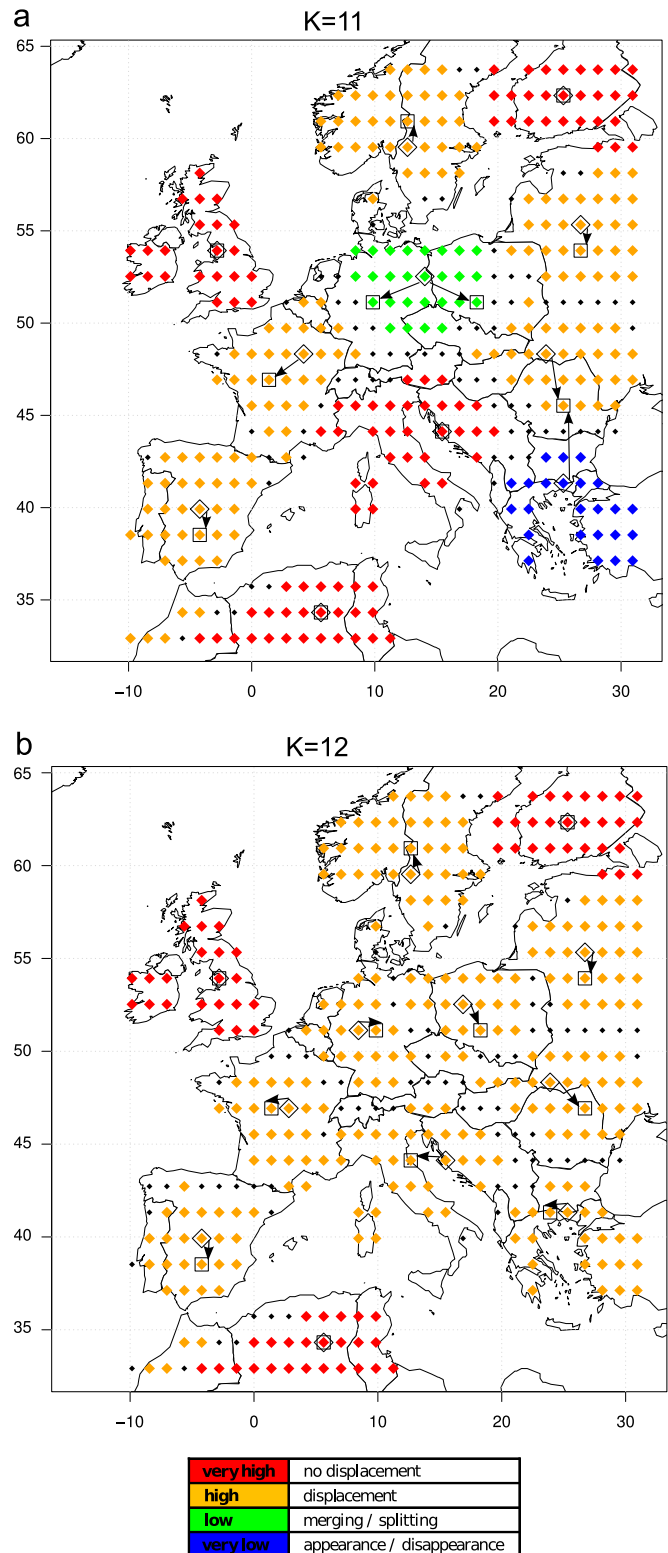 a
K=11
65
60
55
50
45
40
35
−10 0 10 20 30
b
K=12
65
60
55
50
45
40
35
−10 0 10 20 30
very high no displacement
high displacement
low merging / splitting
very low appearance / disappearance